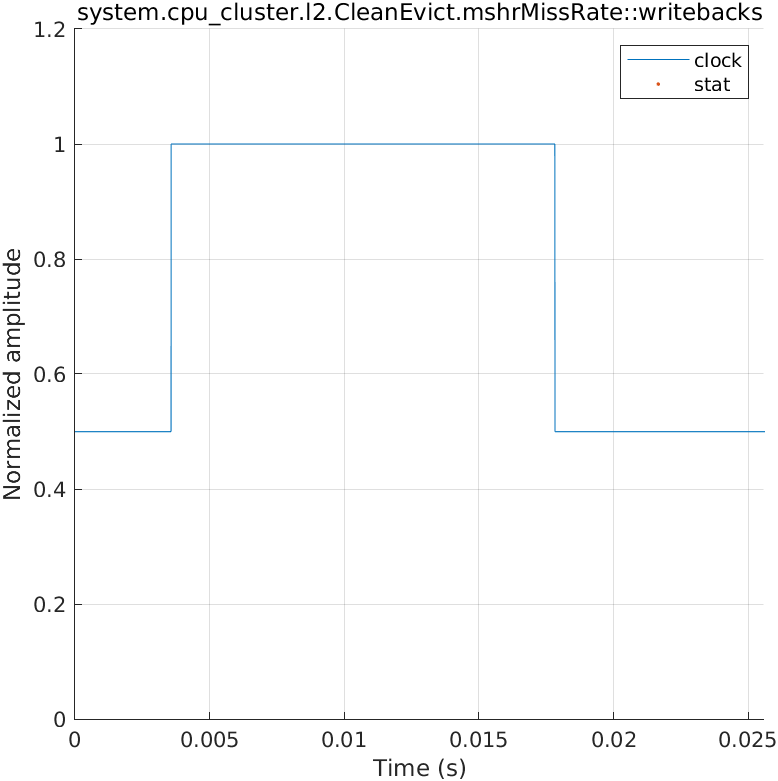 system.cpu_cluster.l2.CleanEvict.mshrMissRate::writebacks
1.2
clock
stat
1
0.8
0.6
0.4
0.2
0
Normalized amplitude
0 0.005 0.01 0.015 0.02 0.025
Time (s)